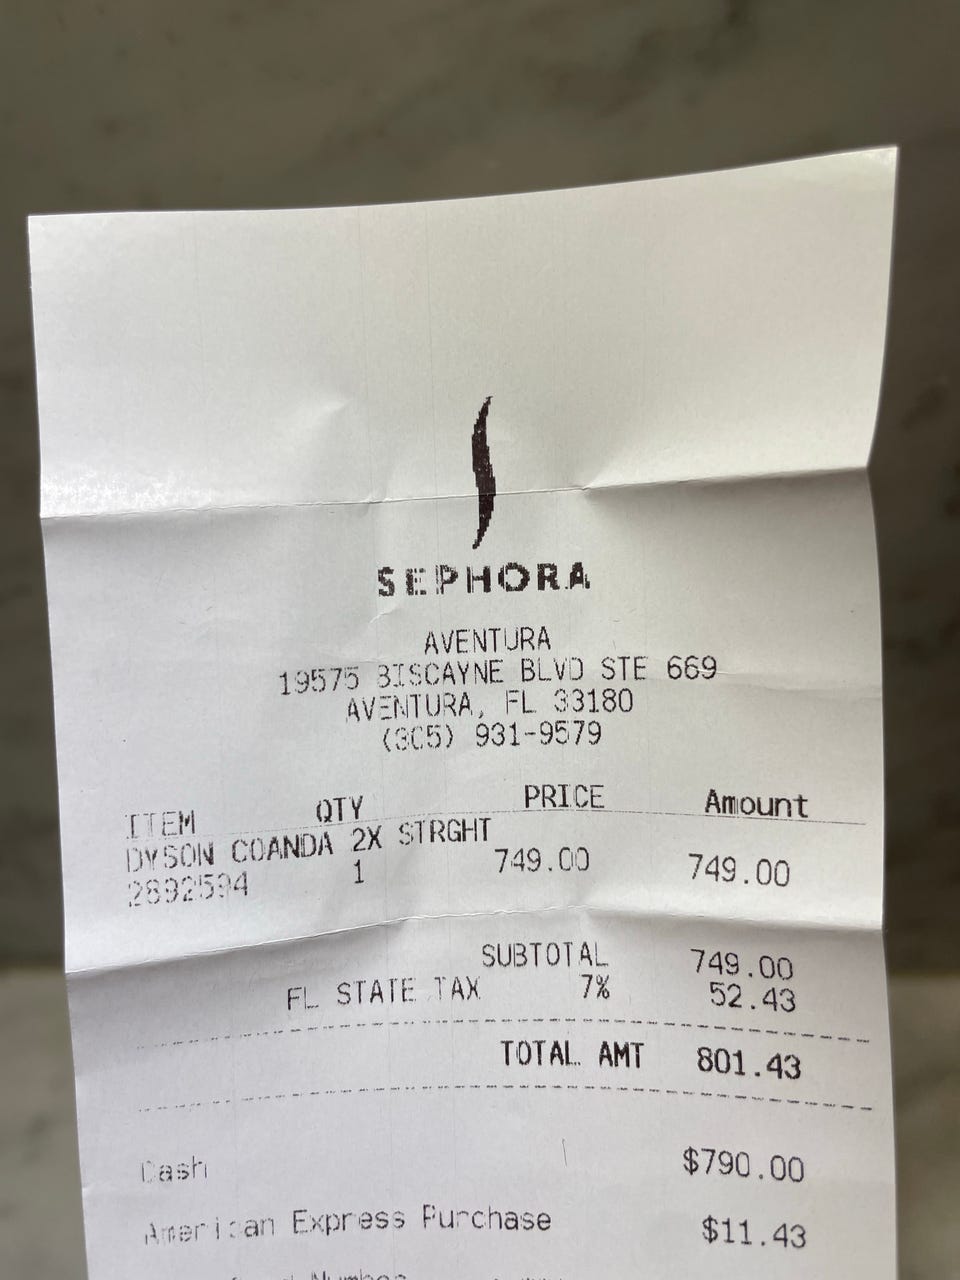 SEPHORA
AVENTURA
19575 BISCAYNE BLVD STE 669
AVENTURA, FL 33180
(305) 931-9579
ITEM QTY PRICE Amount
DYSON COANDA 2X STRGHT
2892594 1 749.00 749.00
SUBTOTAL 749.00
FL STATE TAX 7% 52.43
TOTAL AMT 801.43
Cash $790.00
American Express Purchase $11.43
Number